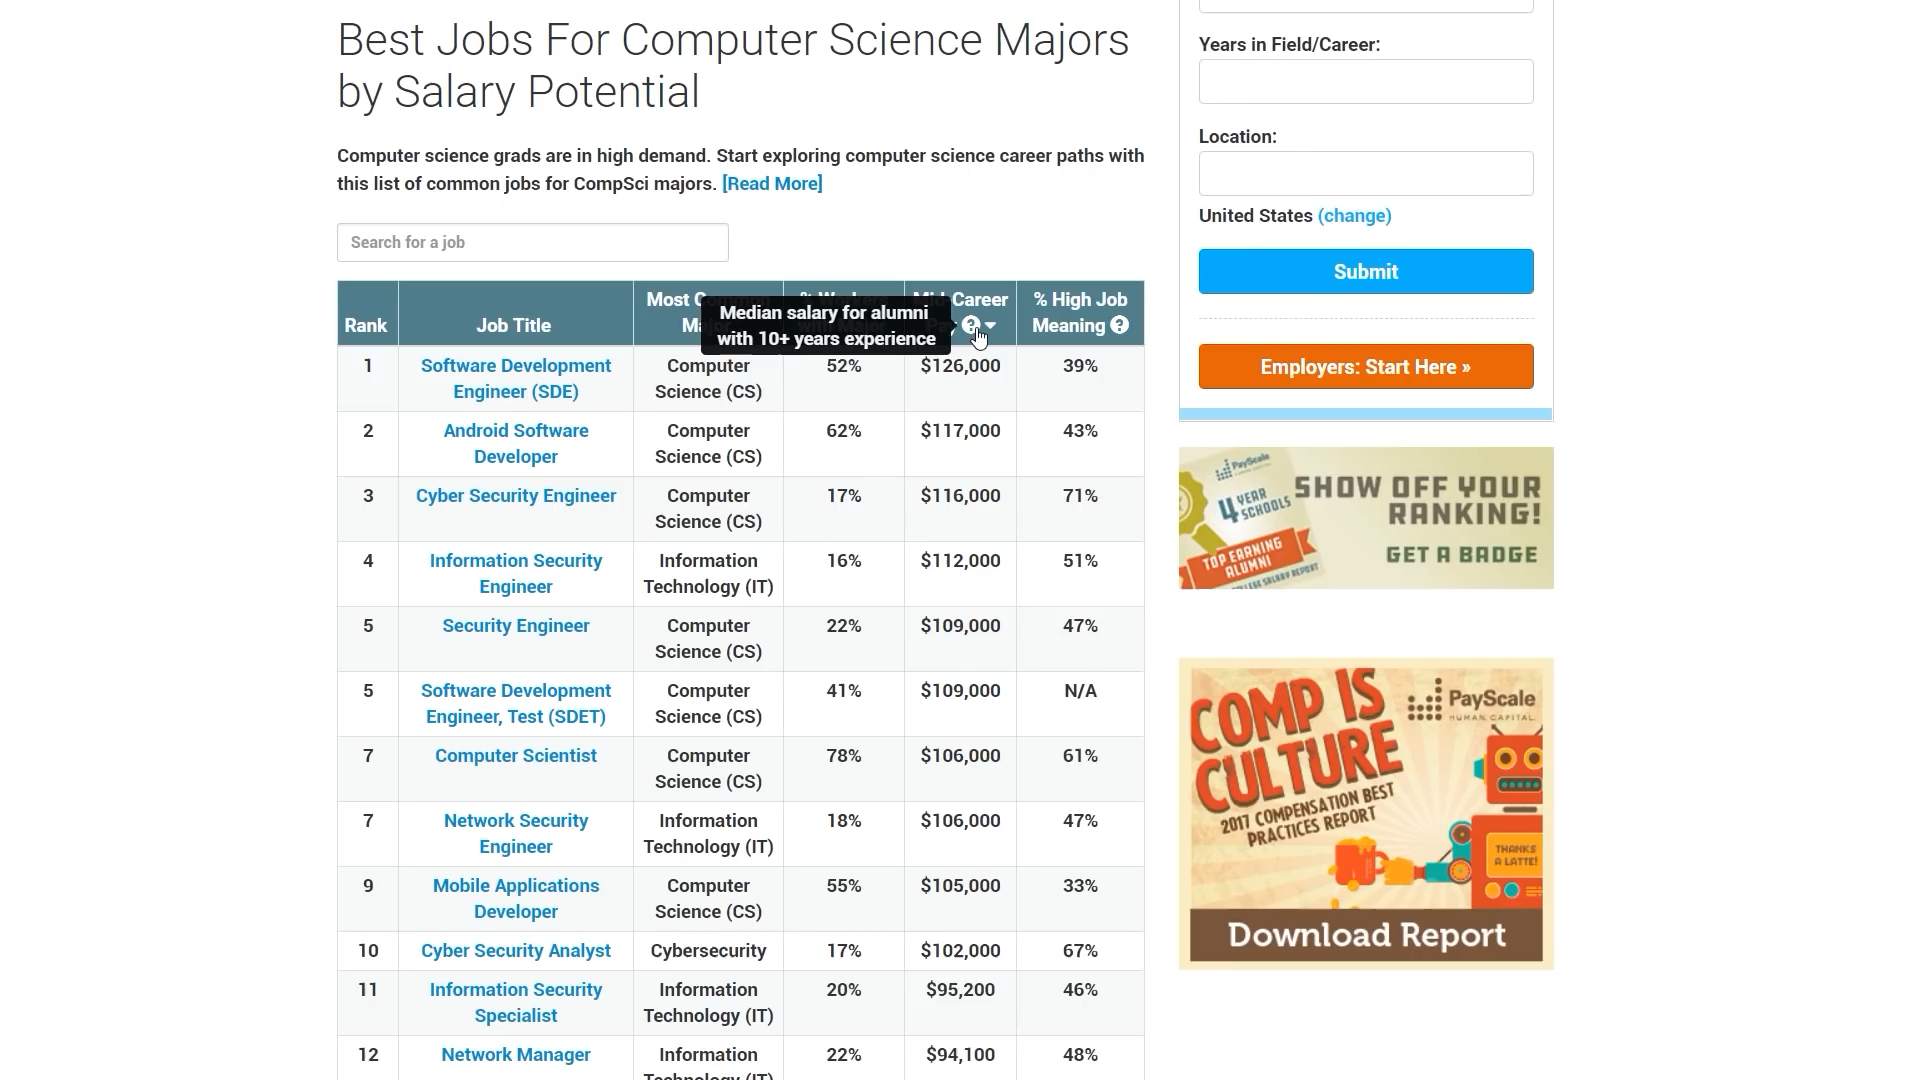 Best Jobs For Computer Science Majors
by Salary Potential
Computer science grads are in high demand. Start exploring computer science career paths with
this list of common jobs for CompSci majors. [Read More]
Search for a job
Rank
Job Title
Most Common
% Workers
Mid-Career
% High Job
Meaning ?
Median salary for alumni
with 10+ years experience
?
1 Software Development Engineer (SDE) Computer Science (CS) 52% $126,000 39%
2 Android Software Developer Computer Science (CS) 62% $117,000 43%
3 Cyber Security Engineer Computer Science (CS) 17% $116,000 71%
4 Information Security Engineer Information Technology (IT) 16% $112,000 51%
5 Security Engineer Computer Science (CS) 22% $109,000 47%
5 Software Development Engineer, Test (SDET) Computer Science (CS) 41% $109,000 N/A
7 Computer Scientist Computer Science (CS) 78% $106,000 61%
7 Network Security Engineer Information Technology (IT) 18% $106,000 47%
9 Mobile Applications Developer Computer Science (CS) 55% $105,000 33%
10 Cyber Security Analyst Cybersecurity 17% $102,000 67%
11 Information Security Specialist Information Technology (IT) 20% $95,200 46%
12 Network Manager Information Technology (IT) 22% $94,100 48%
Years in Field/Career:
Location:
United States (change)
Submit
Employers: Start Here »
PayScale
4 YEAR
SCHOOLS
TOP EARNING
ALUMNI
COLLEGE SALARY REPORT
SHOW OFF YOUR
RANKING!
GET A BADGE
COMP IS
CULTURE
2017 COMPENSATION BEST
PRACTICES REPORT
PayScale
HUMAN CAPITAL.
THANKS
A LATTE!
Download Report